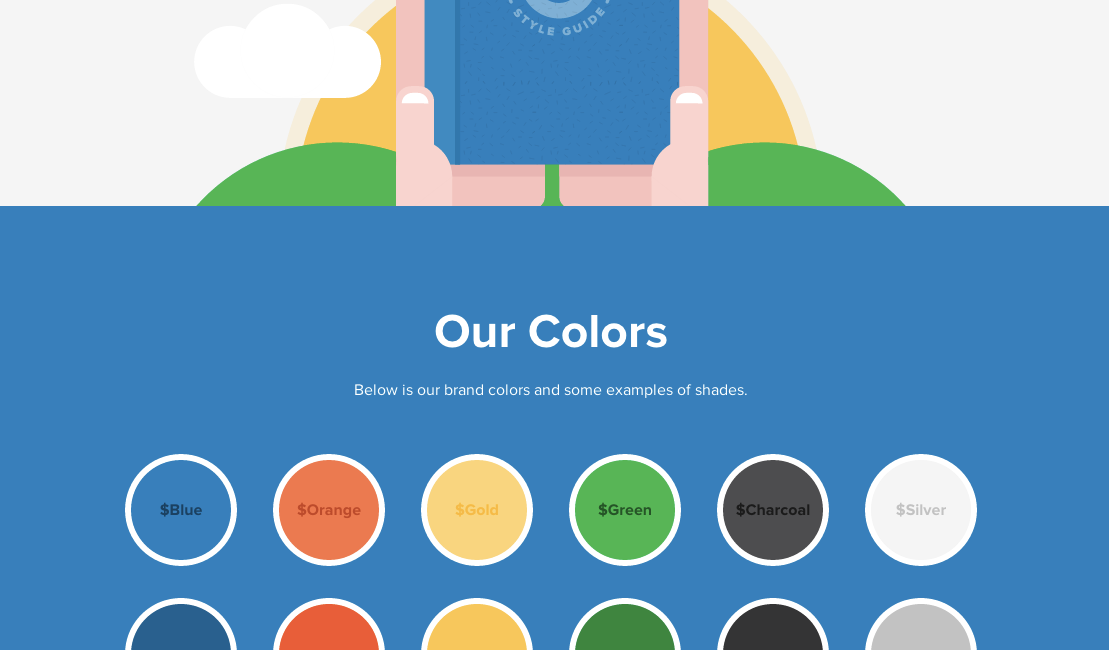 STYLE GUIDE
Our Colors
Below is our brand colors and some examples of shades.
$Blue
$Orange
$Gold
$Green
$Charcoal
$Silver